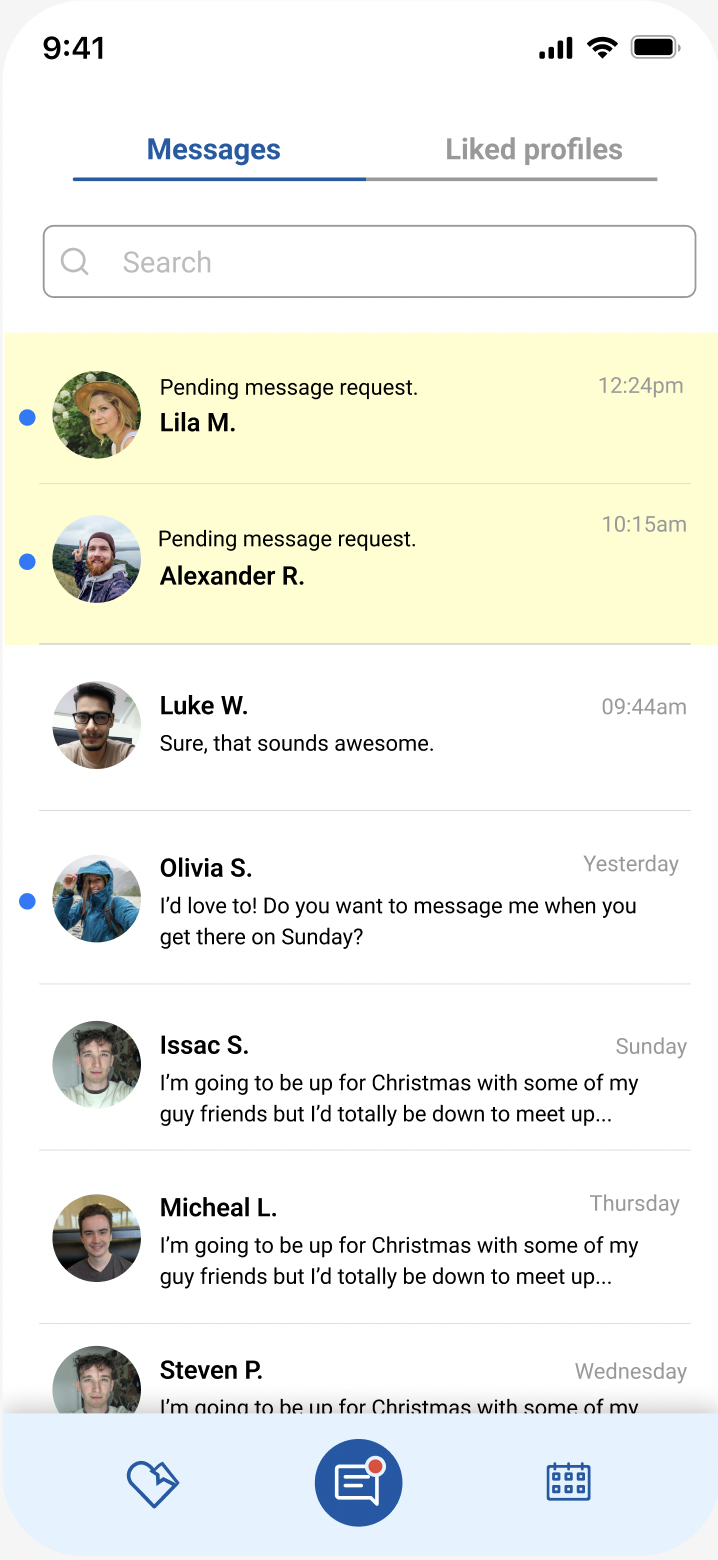 9:41
Messages
Liked profiles
Search
Pending message request.
12:24pm
Lila M.
10:15am
Pending message request.
Alexander R.
Luke W.
09:44am
Sure, that sounds awesome.
Olivia S.
Yesterday
I'd love to! Do you want to message me when you
get there on Sunday?
Issac S.
Sunday
I'm going to be up for Christmas with some of my
guy friends but I'd totally be down to meet up...
Micheal L.
Thursday
I'm going to be up for Christmas with some of my
guy friends but I'd totally be down to meet up...
Steven P.
Wednesday
I'm going to be up for Christmas with some of my